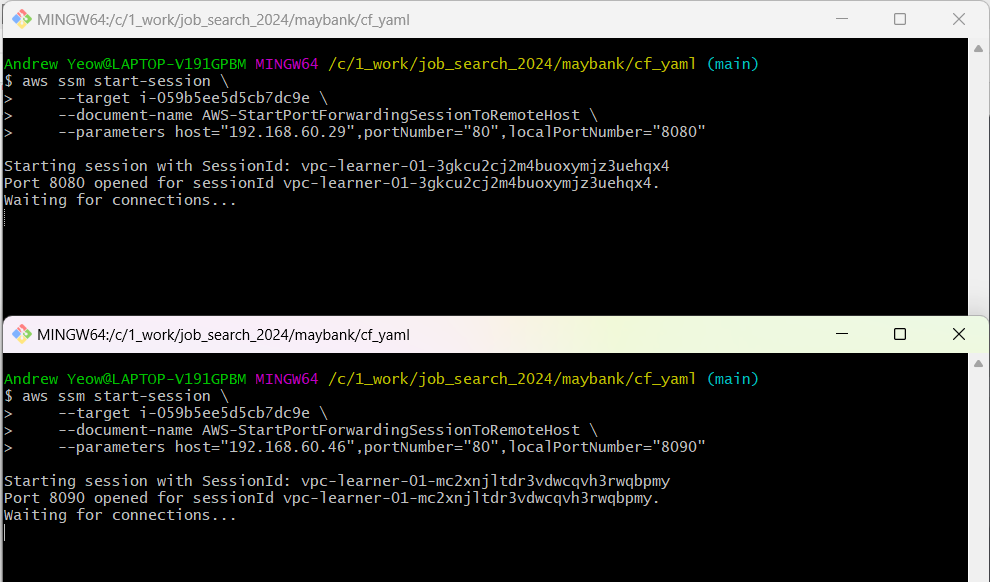 MINGW64:/c/1_work/job_search_2024/maybank/cf_yaml
Andrew Yeow@LAPTOP-V191GPBM MINGW64 /c/1_work/job_search_2024/maybank/cf_yaml (main)
$ aws ssm start-session \
>     --target i-059b5ee5d5cb7dc9e \
>     --document-name AWS-StartPortForwardingSessionToRemoteHost \
>     --parameters host="192.168.60.29",portNumber="80",localPortNumber="8080"
Starting session with SessionId: vpc-learner-01-3gkcu2cj2m4buoxymjz3uehqx4
Port 8080 opened for sessionId vpc-learner-01-3gkcu2cj2m4buoxymjz3uehqx4.
Waiting for connections...
MINGW64:/c/1_work/job_search_2024/maybank/cf_yaml
Andrew Yeow@LAPTOP-V191GPBM MINGW64 /c/1_work/job_search_2024/maybank/cf_yaml (main)
$ aws ssm start-session \
>     --target i-059b5ee5d5cb7dc9e \
>     --document-name AWS-StartPortForwardingSessionToRemoteHost \
>     --parameters host="192.168.60.46",portNumber="80",localPortNumber="8090"
Starting session with SessionId: vpc-learner-01-mc2xnjltdr3vdwcqvh3rwqbpmy
Port 8090 opened for sessionId vpc-learner-01-mc2xnjltdr3vdwcqvh3rwqbpmy.
Waiting for connections...